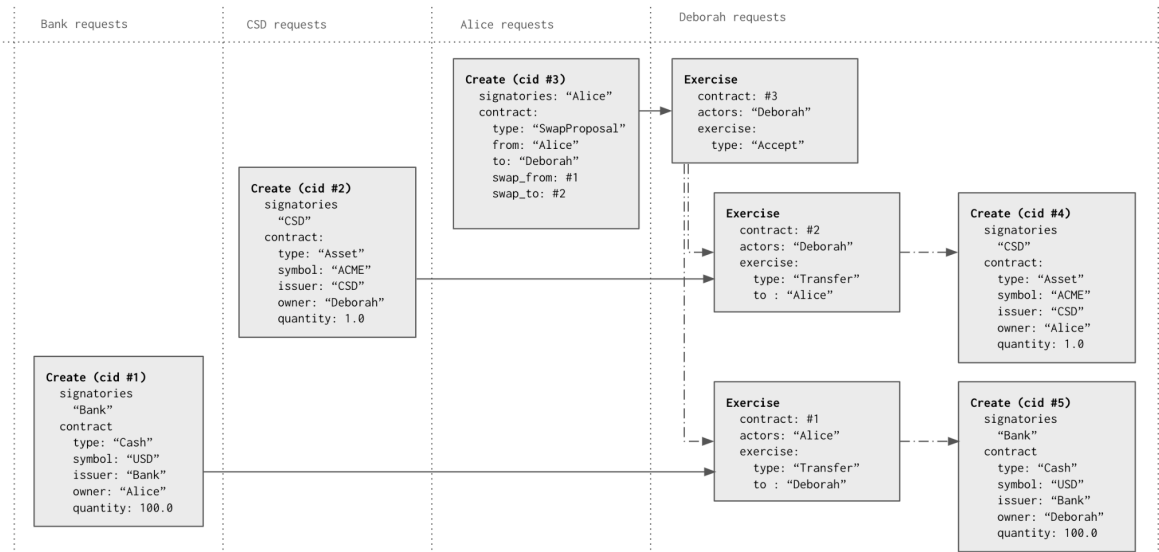 Bank requests
CSD requests
Alice requests
Deborah requests
Create (cid #3)
signatories: “Alice”
contract:
type: “SwapProposal”
from: “Alice”
to: “Deborah”
swap_from: #1
swap_to: #2
Exercise
contract: #3
actors: “Deborah”
exercise:
type: “Accept”
Create (cid #2)
signatories
“CSD”
contract:
type: “Asset”
symbol: “ACME”
issuer: “CSD”
owner: “Deborah”
quantity: 1.0
Exercise
contract: #2
actors: “Deborah”
exercise:
type: “Transfer”
to : “Alice”
Create (cid #4)
signatories
“CSD”
contract:
type: “Asset”
symbol: “ACME”
issuer: “CSD”
owner: “Alice”
quantity: 1.0
Create (cid #1)
signatories
“Bank”
contract
type: “Cash”
symbol: “USD”
issuer: “Bank”
owner: “Alice”
quantity: 100.0
Exercise
contract: #1
actors: “Alice”
exercise:
type: “Transfer”
to : “Deborah”
Create (cid #5)
signatories
“Bank”
contract
type: “Cash”
symbol: “USD”
issuer: “Bank”
owner: “Deborah”
quantity: 100.0